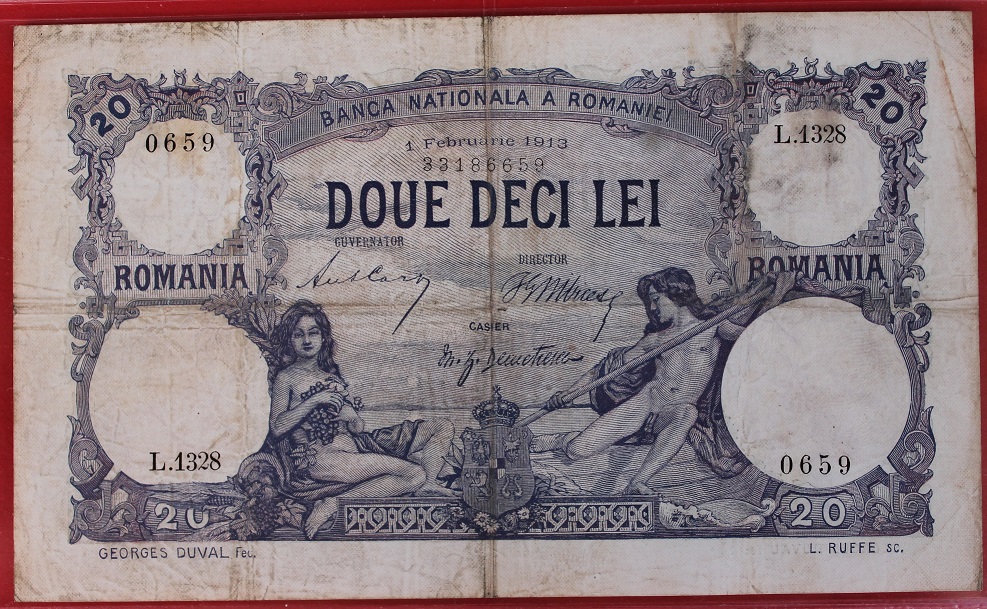 20
20
BANCA NATIONALA A ROMANIEI
0659
L.1328
1 Februarie 1913
33186659
DOUE DECI LEI
GUVERNATOR
DIRECTOR
ROMANIA
ROMANIA
CASIER
L.1328
0659
20
20
GEORGES DUVAL Fec.
L. RUFFE SC.